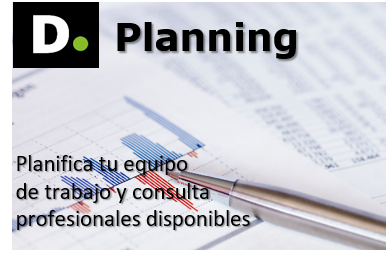 D. Planning
Planifica tu equipo
de trabajo y consulta
profesionales disponibles